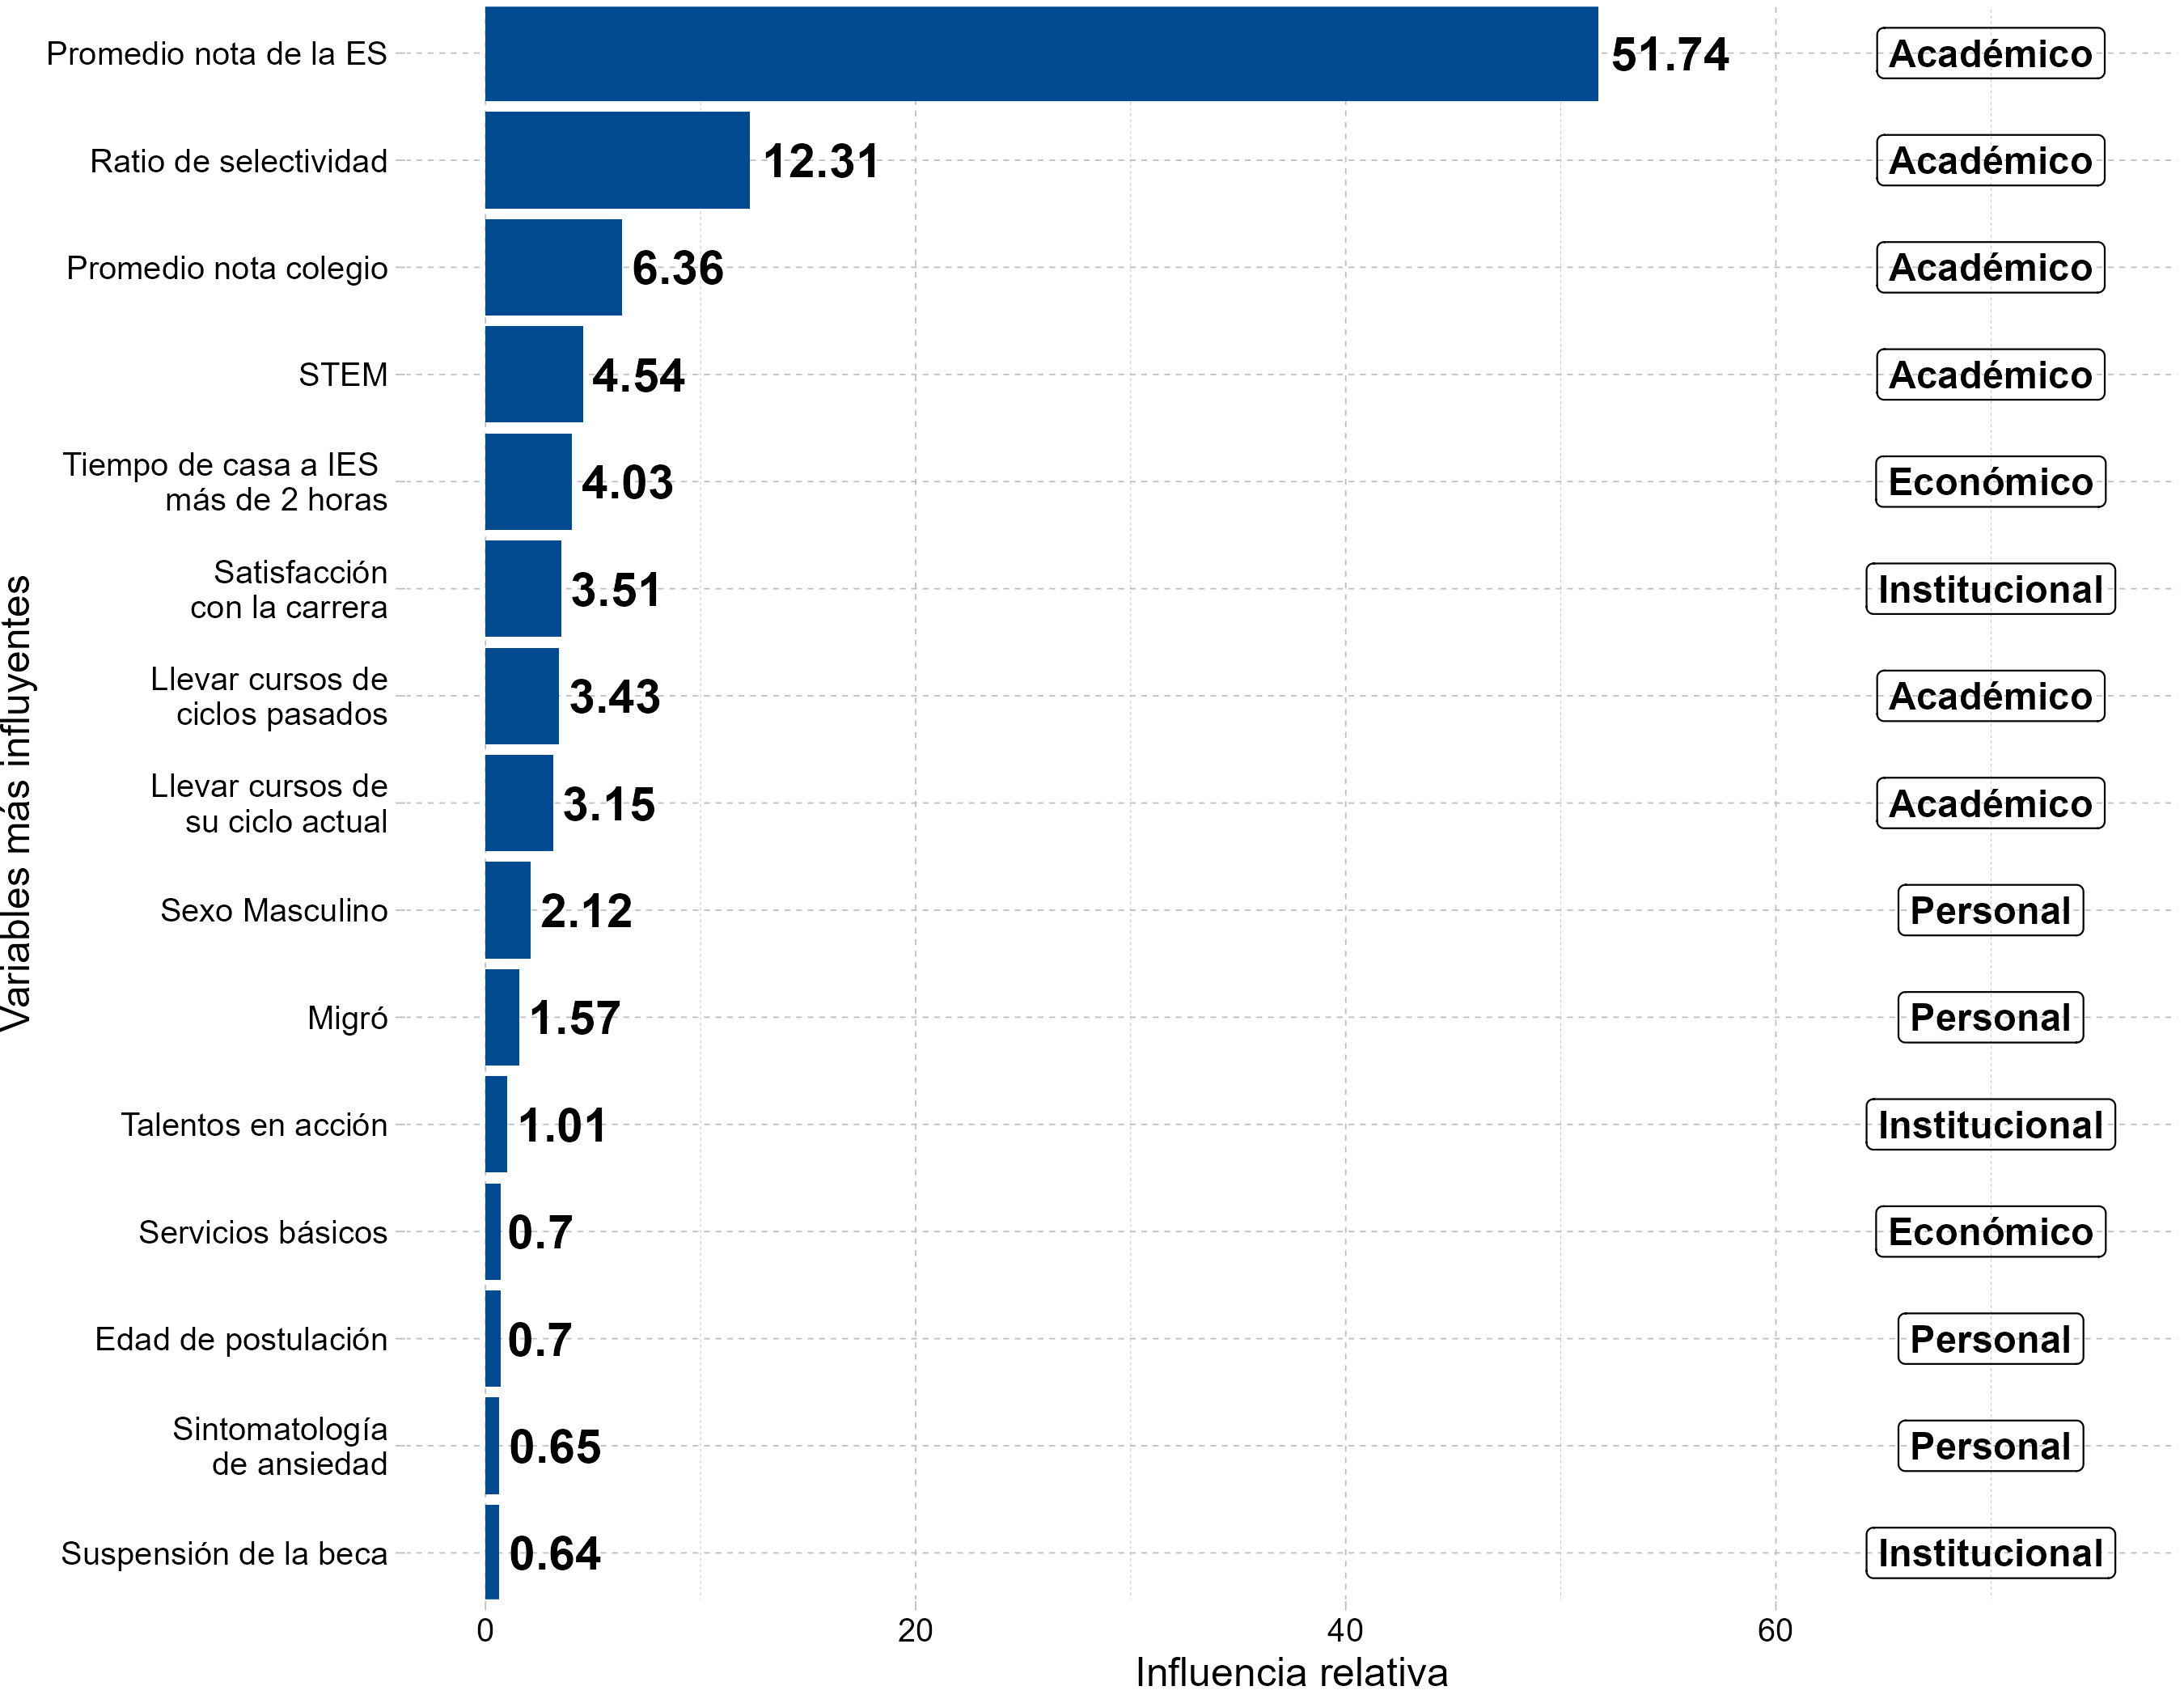 Promedio nota de la ES 51.74 Académico
Ratio de selectividad 12.31 Académico
Promedio nota colegio 6.36 Académico
STEM 4.54 Académico
Tiempo de casa a IES
más de 2 horas 4.03 Económico
Satisfacción
con la carrera 3.51 Institucional
Llevar cursos de
ciclos pasados 3.43 Académico
Llevar cursos de
su ciclo actual 3.15 Académico
Sexo Masculino 2.12 Personal
Migró 1.57 Personal
Talentos en acción 1.01 Institucional
Servicios básicos 0.7 Económico
Edad de postulación 0.7 Personal
Sintomatología
de ansiedad 0.65 Personal
Suspensión de la beca 0.64 Institucional
0 20 40 60
Influencia relativa
Variables mas influyentes